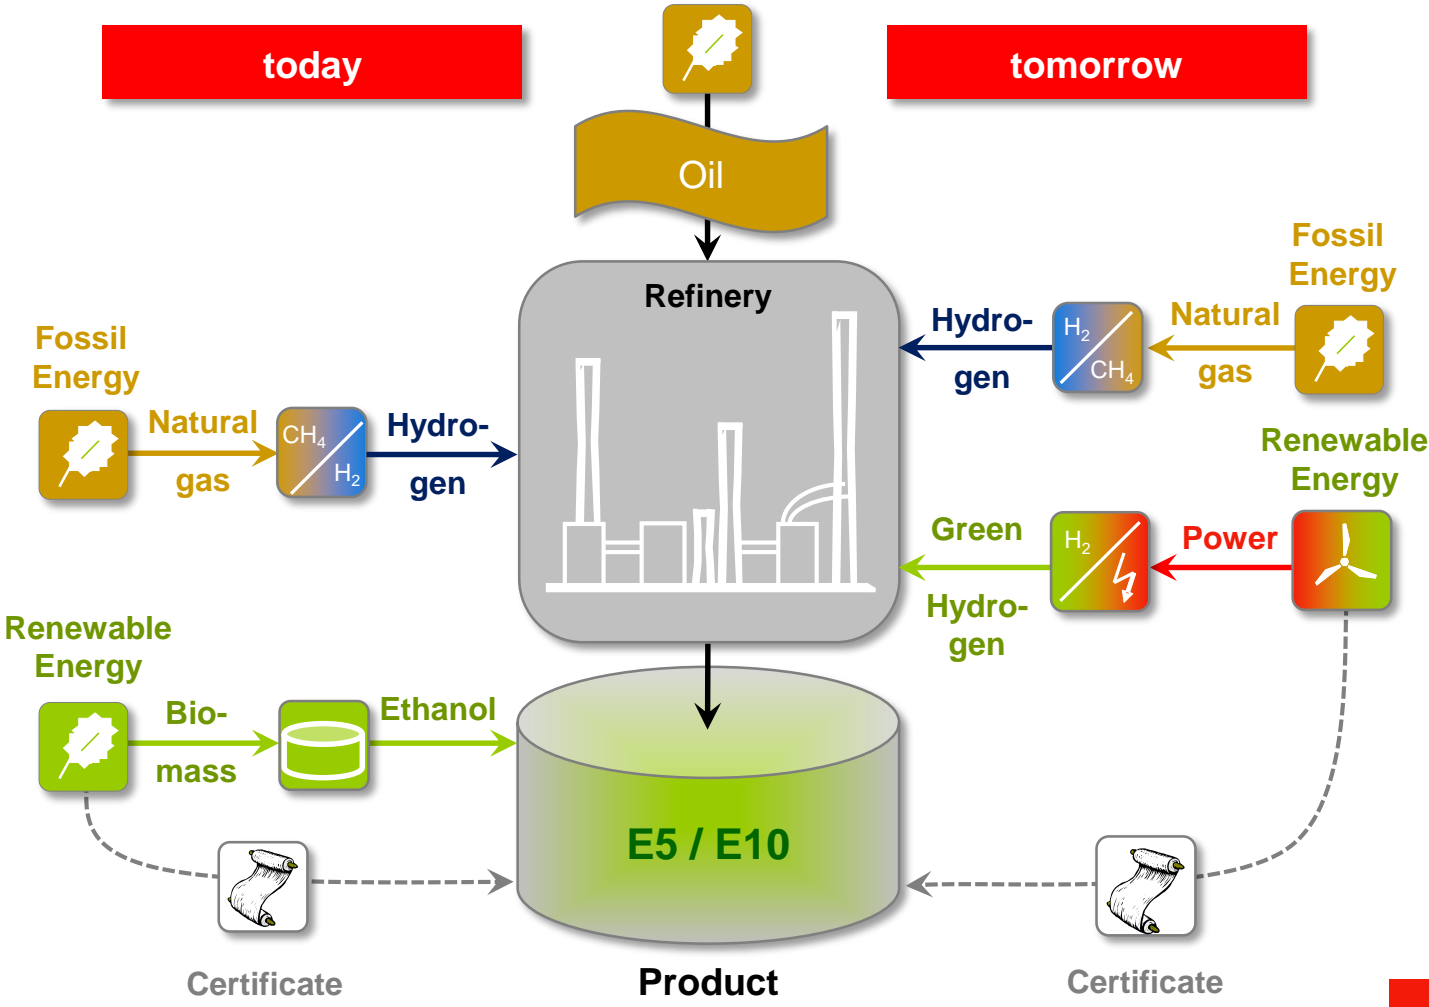 today
tomorrow
Oil
Refinery
Fossil
Energy
Natural
gas
CH₄
H₂
Hydro-
gen
Renewable
Energy
Bio-
mass
Ethanol
Certificate
Fossil
Energy
Natural
gas
H₂
CH₄
Hydro-
gen
Renewable
Energy
Power
H₂
Green
Hydro-
gen
E5 / E10
Product
Certificate